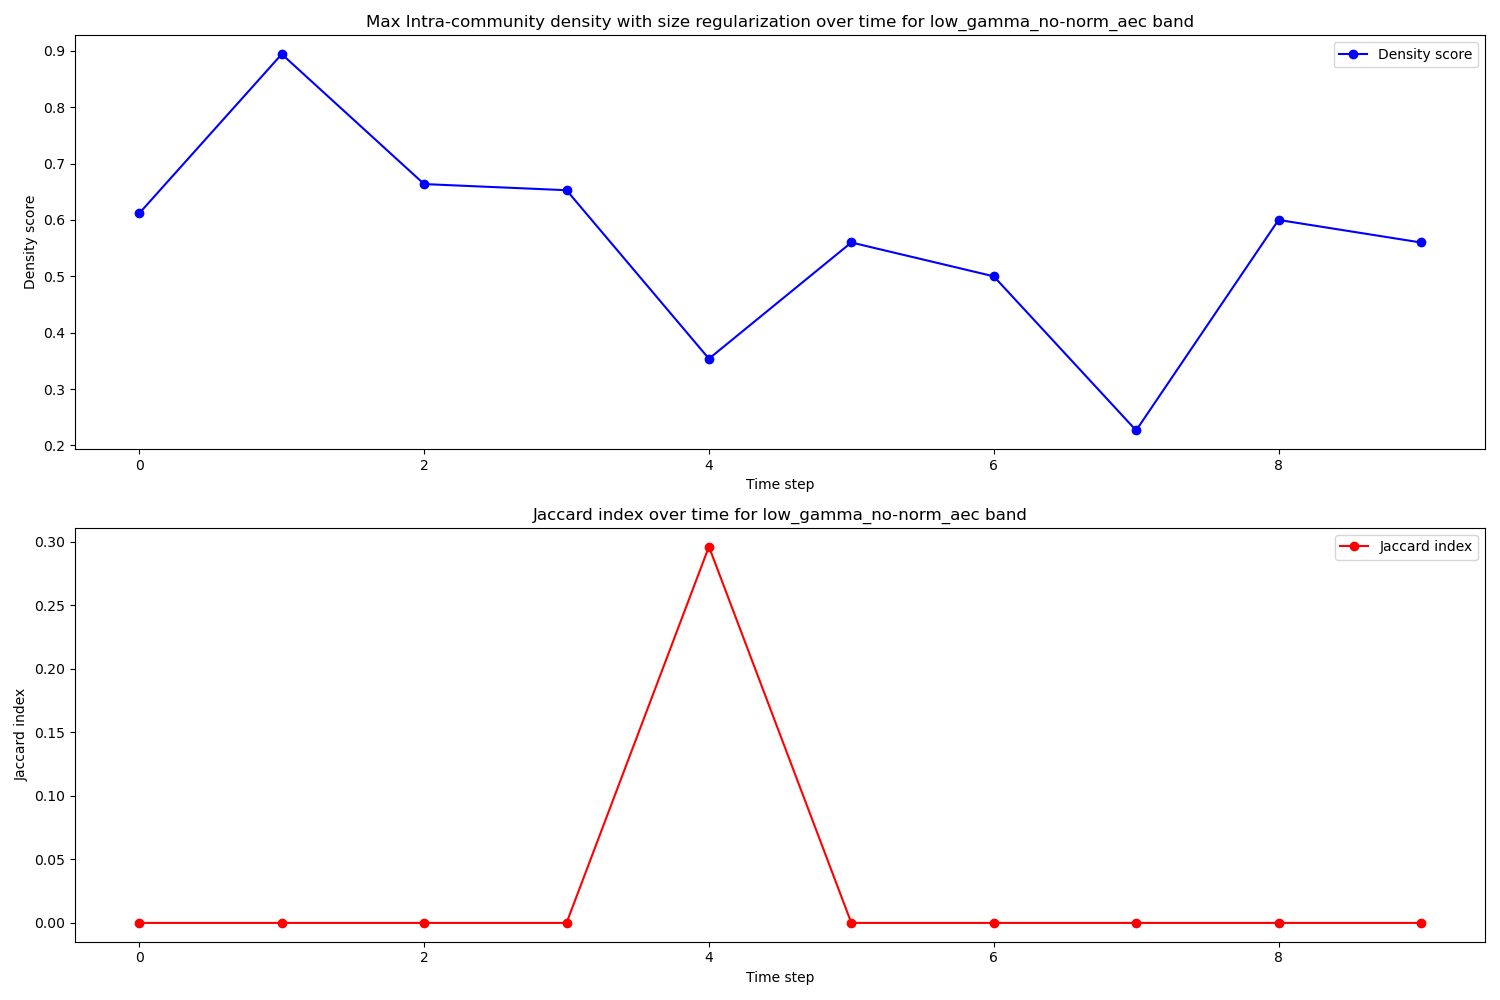 Max Intra-community density with size regularization over time for low_gamma_no-norm_aec band
Density score
0.9
0.8
0.7
0.6
0.5
0.4
0.3
0.2
Density score
0 2 4 6 8
Time step
Jaccard index over time for low_gamma_no-norm_aec band
Jaccard index
0.30
0.25
0.20
0.15
0.10
0.05
0.00
Jaccard index
0 2 4 6 8
Time step